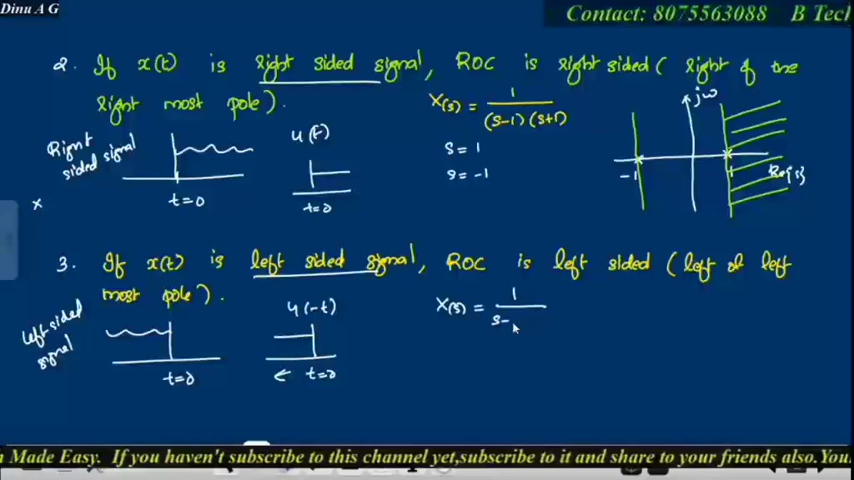 Dinu A G
Contact: 8075563088 B Tech
2. If x(t) is right sided signal, ROC is right sided ( right of the
right most pole ).
X(s) = 1 / (s-1) (s+1)
s = 1
s = -1
Right
sided signal
t=0
u(t)
t=0
x
jω
-1
1
Re{s}
3. If x(t) is left sided signal, ROC is left sided ( left of left
most pole ).
X(s) = 1 / s-
Left sided
signal
t=0
u(-t)
t=0
n Made Easy. If you haven't subscribe to this channel yet,subscribe to it and share to your friends also.You